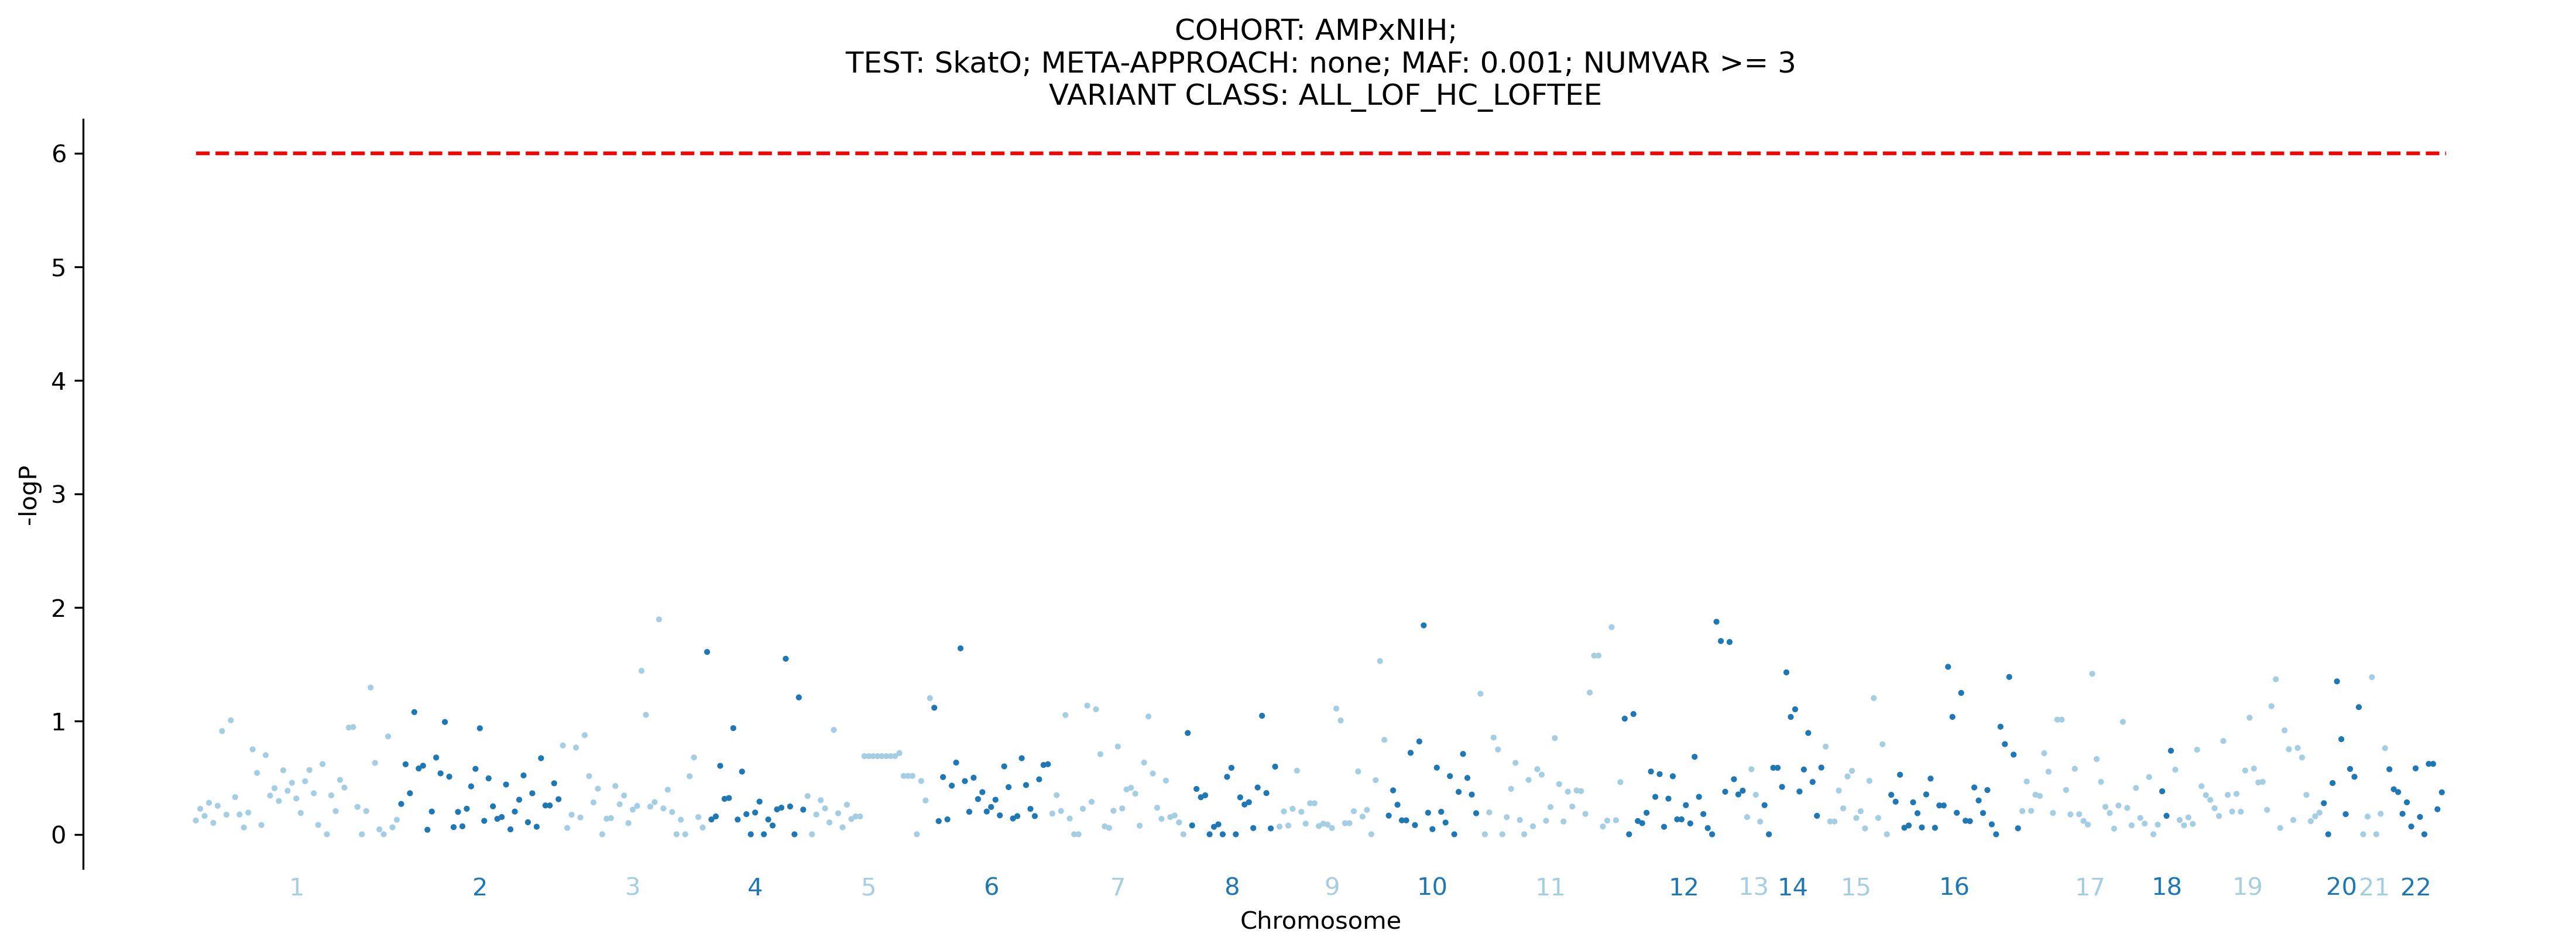 COHORT: AMPxNIH;
TEST: SkatO; META-APPROACH: none; MAF: 0.001; NUMVAR >= 3
VARIANT CLASS: ALL_LOF_HC_LOFTEE
6
5
4
3
2
1
0
-logP
1 2 3 4 5 6 7 8 9 10 11 12 13 14 15 16 17 18 19 20 21 22
Chromosome